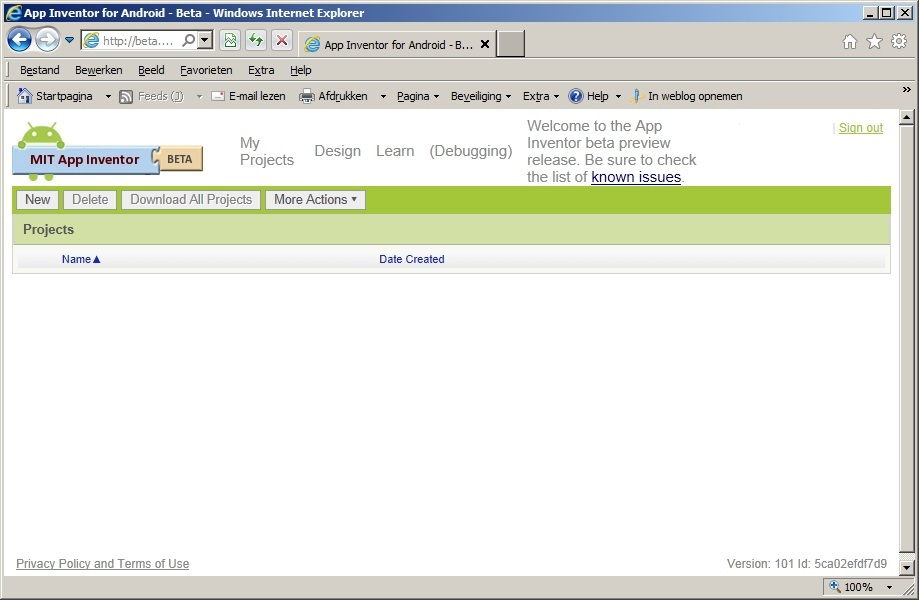 App Inventor for Android - Beta - Windows Internet Explorer
http://beta.... App Inventor for Android - B...
Bestand Bewerken Beeld Favorieten Extra Help
Startpagina Feeds (J) E-mail lezen Afdrukken Pagina Beveiliging Extra Help In weblog opnemen »
MIT App Inventor BETA
My
Projects
Design Learn (Debugging)
Welcome to the App
Inventor beta preview
release. Be sure to check
the list of known issues.
| Sign out
New Delete Download All Projects More Actions ▾
Projects
Name▲ Date Created
Privacy Policy and Terms of Use Version: 101 Id: 5ca02efdf7d9
100%